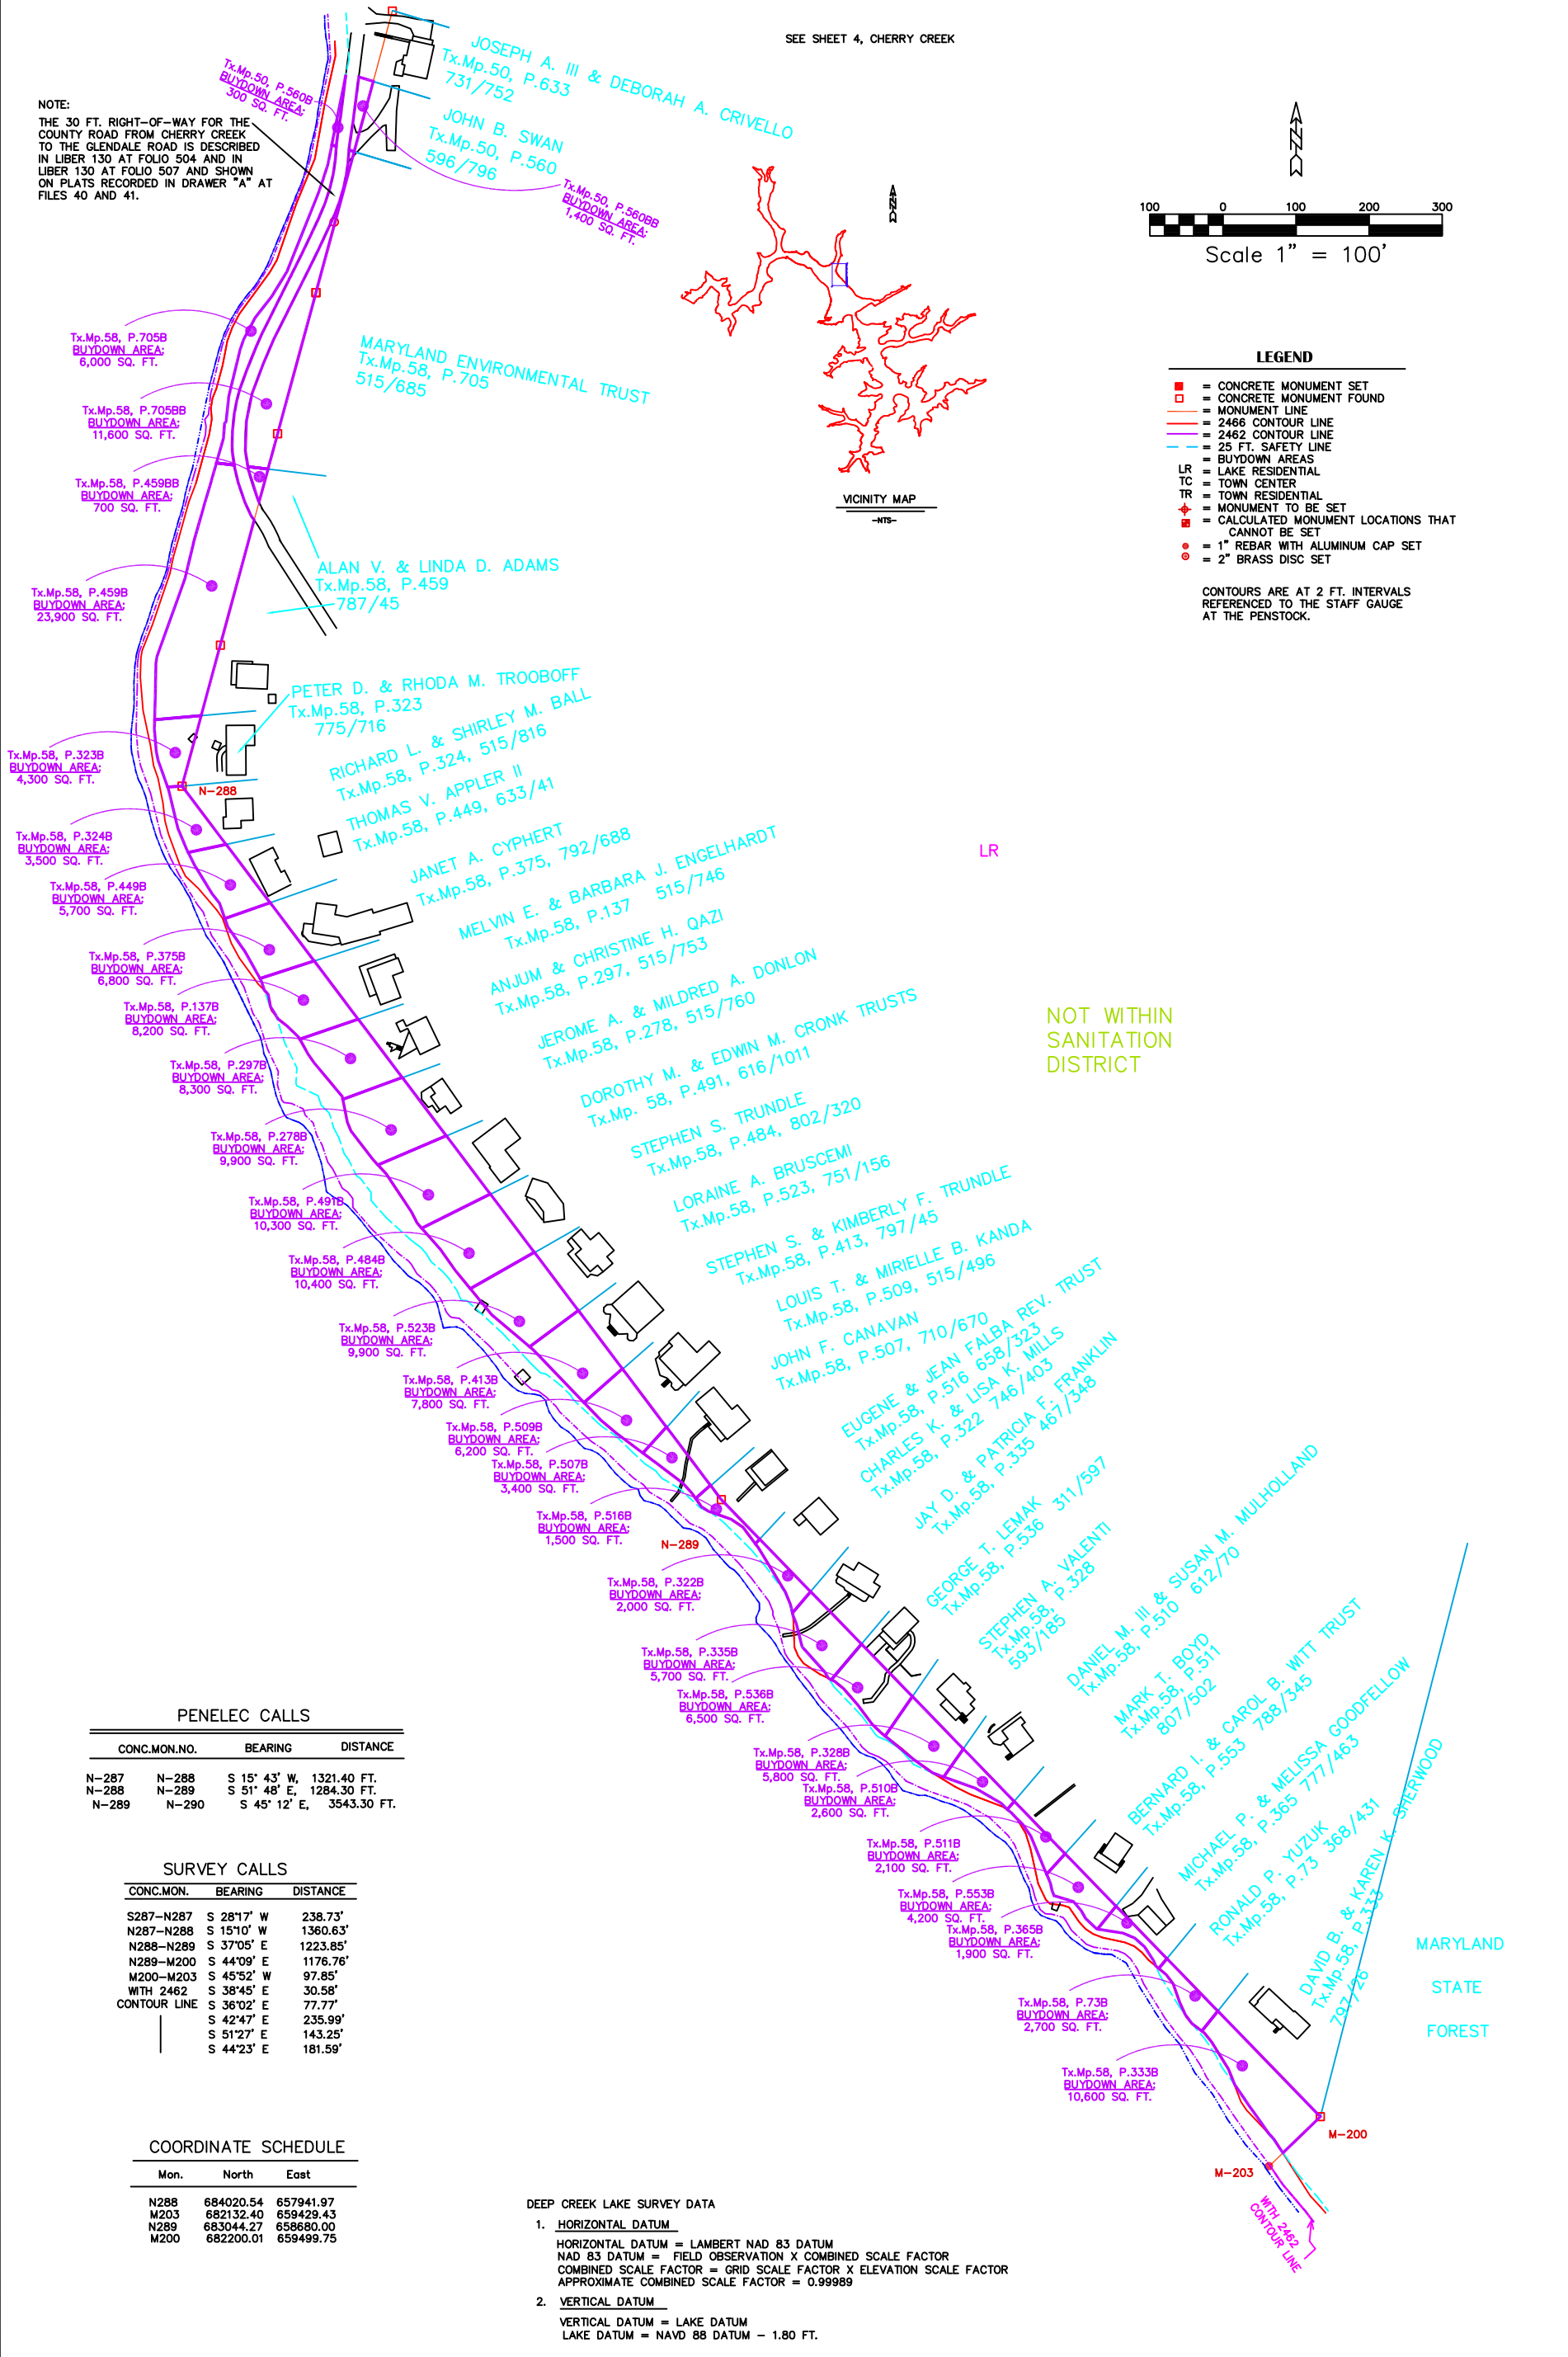 SEE SHEET 4, CHERRY CREEK
NOTE:
THE 30 FT. RIGHT-OF-WAY FOR THE
COUNTY ROAD FROM CHERRY CREEK
TO THE GLENDALE ROAD IS DESCRIBED
IN LIBER 130 AT FOLIO 504 AND IN
LIBER 130 AT FOLIO 507 AND SHOWN
ON PLATS RECORDED IN DRAWER "A" AT
FILES 40 AND 41.
Tx.Mp.50, P.560B
BUYDOWN AREA:
300 SQ. FT.
JOSEPH A. III & DEBORAH A. CRIVELLO
Tx.Mp.50, P.633
731/752
JOHN B. SWAN
Tx.Mp.50, P.560
596/796
Tx.Mp.50, P.560BB
BUYDOWN AREA:
1,400 SQ. FT.
N
N
100 0 100 200 300
Scale 1" = 100'
VICINITY MAP
-NTS-
LEGEND
= CONCRETE MONUMENT SET
= CONCRETE MONUMENT FOUND
= MONUMENT LINE
= 2466 CONTOUR LINE
= 2462 CONTOUR LINE
= 25 FT. SAFETY LINE
= BUYDOWN AREAS
LR = LAKE RESIDENTIAL
TC = TOWN CENTER
TR = TOWN RESIDENTIAL
= MONUMENT TO BE SET
= CALCULATED MONUMENT LOCATIONS THAT
CANNOT BE SET
= 1" REBAR WITH ALUMINUM CAP SET
= 2" BRASS DISC SET
CONTOURS ARE AT 2 FT. INTERVALS
REFERENCED TO THE STAFF GAUGE
AT THE PENSTOCK.
Tx.Mp.58, P.705B
BUYDOWN AREA:
6,000 SQ. FT.
MARYLAND ENVIRONMENTAL TRUST
Tx.Mp.58, P.705
515/685
Tx.Mp.58, P.705BB
BUYDOWN AREA:
11,600 SQ. FT.
Tx.Mp.58, P.459BB
BUYDOWN AREA:
700 SQ. FT.
ALAN V. & LINDA D. ADAMS
Tx.Mp.58, P.459
787/45
Tx.Mp.58, P.459B
BUYDOWN AREA:
23,900 SQ. FT.
PETER D. & RHODA M. TROOBOFF
Tx.Mp.58, P.323
775/716
Tx.Mp.58, P.323B
BUYDOWN AREA:
4,300 SQ. FT.
N-288
RICHARD L. & SHIRLEY M. BALL
Tx.Mp.58, P.324, 515/816
THOMAS V. APPLER II
Tx.Mp.58, P.449, 633/41
Tx.Mp.58, P.324B
BUYDOWN AREA:
3,500 SQ. FT.
LR
JANET A. CYPHERT
Tx.Mp.58, P.375, 792/688
Tx.Mp.58, P.449B
BUYDOWN AREA:
5,700 SQ. FT.
MELVIN E. & BARBARA J. ENGELHARDT
Tx.Mp.58, P.137 515/746
Tx.Mp.58, P.375B
BUYDOWN AREA:
6,800 SQ. FT.
ANJUM & CHRISTINE H. QAZI
Tx.Mp.58, P.297, 515/753
Tx.Mp.58, P.137B
BUYDOWN AREA:
8,200 SQ. FT.
JEROME A. & MILDRED A. DONLON
Tx.Mp.58, P.278, 515/760
NOT WITHIN
SANITATION
DISTRICT
Tx.Mp.58, P.297B
BUYDOWN AREA:
8,300 SQ. FT.
DOROTHY M. & EDWIN M. CRONK TRUSTS
Tx.Mp. 58, P.491, 616/1011
Tx.Mp.58, P.278B
BUYDOWN AREA:
9,900 SQ. FT.
STEPHEN S. TRUNDLE
Tx.Mp.58, P.484, 802/320
Tx.Mp.58, P.491B
BUYDOWN AREA:
10,300 SQ. FT.
LORAINE A. BRUSCEMI
Tx.Mp.58, P.523, 751/156
Tx.Mp.58, P.484B
BUYDOWN AREA:
10,400 SQ. FT.
STEPHEN S. & KIMBERLY F. TRUNDLE
Tx.Mp.58, P.413, 797/45
Tx.Mp.58, P.523B
BUYDOWN AREA:
9,900 SQ. FT.
LOUIS T. & MIRIELLE B. KANDA
Tx.Mp.58, P.509, 515/496
JOHN F. CANAVAN
Tx.Mp.58, P.507, 710/670
Tx.Mp.58, P.413B
BUYDOWN AREA:
7,800 SQ. FT.
EUGENE & JEAN FALBA REV. TRUST
Tx.Mp.58, P.516 658/323
Tx.Mp.58, P.509B
BUYDOWN AREA:
6,200 SQ. FT.
CHARLES K. & LISA K. MILLS
Tx.Mp.58, P.322 746/403
Tx.Mp.58, P.507B
BUYDOWN AREA:
3,400 SQ. FT.
JAY D. & PATRICIA F. FRANKLIN
Tx.Mp.58, P.335 467/348
Tx.Mp.58, P.516B
BUYDOWN AREA:
1,500 SQ. FT.
N-289
GEORGE T. LEMAK
Tx.Mp.58, P.536 311/597
Tx.Mp.58, P.322B
BUYDOWN AREA:
2,000 SQ. FT.
STEPHEN A. VALENTI
Tx.Mp.58, P.328
593/185
Tx.Mp.58, P.335B
BUYDOWN AREA:
5,700 SQ. FT.
DANIEL M. III & SUSAN M. MULHOLLAND
Tx.Mp.58, P.510 612/70
Tx.Mp.58, P.536B
BUYDOWN AREA:
6,500 SQ. FT.
MARK T. BOYD
Tx.Mp.58, P.511
807/502
Tx.Mp.58, P.328B
BUYDOWN AREA:
5,800 SQ. FT.
BERNARD I. & CAROL B. WITT TRUST
Tx.Mp.58, P.553 788/345
Tx.Mp.58, P.510B
BUYDOWN AREA:
2,600 SQ. FT.
MICHAEL P. & MELISSA GOODFELLOW
Tx.Mp.58, P.365 777/463
Tx.Mp.58, P.511B
BUYDOWN AREA:
2,100 SQ. FT.
RONALD P. YUZUK
Tx.Mp.58, P.73 368/431
Tx.Mp.58, P.553B
BUYDOWN AREA:
4,200 SQ. FT.
DAVID B. & KAREN K. SHERWOOD
Tx.Mp.58, P.333
797/26
Tx.Mp.58, P.365B
BUYDOWN AREA:
1,900 SQ. FT.
MARYLAND
STATE
FOREST
Tx.Mp.58, P.73B
BUYDOWN AREA:
2,700 SQ. FT.
Tx.Mp.58, P.333B
BUYDOWN AREA:
10,600 SQ. FT.
M-200
M-203
WITH 2462
CONTOUR LINE
PENELEC CALLS
CONC.MON.NO. BEARING DISTANCE
N-287 N-288 S 15° 43' W, 1321.40 FT.
N-288 N-289 S 51° 48' E, 1284.30 FT.
N-289 N-290 S 45° 12' E, 3543.30 FT.
SURVEY CALLS
CONC.MON. BEARING DISTANCE
S287-N287 S 28°17' W 238.73'
N287-N288 S 15°10' W 1360.63'
N288-N289 S 37°05' E 1223.85'
N289-M200 S 44°09' E 1176.76'
M200-M203 S 45°52' W 97.85'
WITH 2462 S 38°45' E 30.58'
CONTOUR LINE S 36°02' E 77.77'
S 42°47' E 235.99'
S 51°27' E 143.25'
S 44°23' E 181.59'
COORDINATE SCHEDULE
Mon. North East
N288 684020.54 657941.97
M203 682132.40 659429.43
N289 683044.27 658680.00
M200 682200.01 659499.75
DEEP CREEK LAKE SURVEY DATA
1. HORIZONTAL DATUM
HORIZONTAL DATUM = LAMBERT NAD 83 DATUM
NAD 83 DATUM = FIELD OBSERVATION X COMBINED SCALE FACTOR
COMBINED SCALE FACTOR = GRID SCALE FACTOR X ELEVATION SCALE FACTOR
APPROXIMATE COMBINED SCALE FACTOR = 0.99989
2. VERTICAL DATUM
VERTICAL DATUM = LAKE DATUM
LAKE DATUM = NAVD 88 DATUM - 1.80 FT.